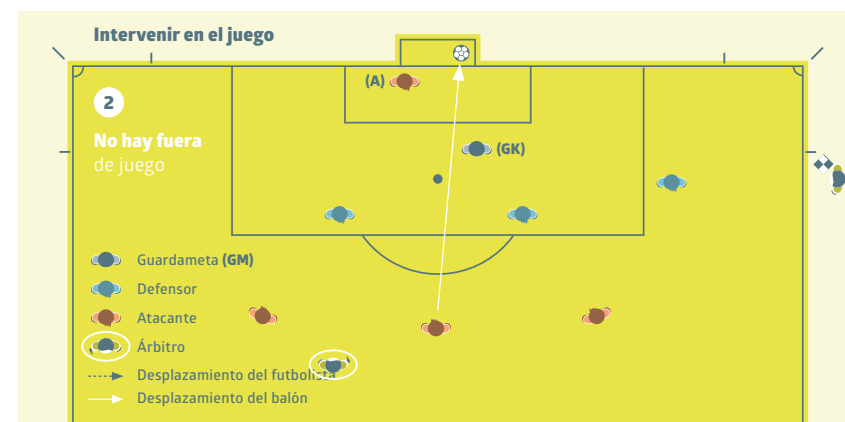 Intervenir en el juego
(A)
2
No hay fuera
de juego
(GK)
Guardameta (GM)
Defensor
Atacante
Árbitro
Desplazamiento del futbolista
Desplazamiento del balón